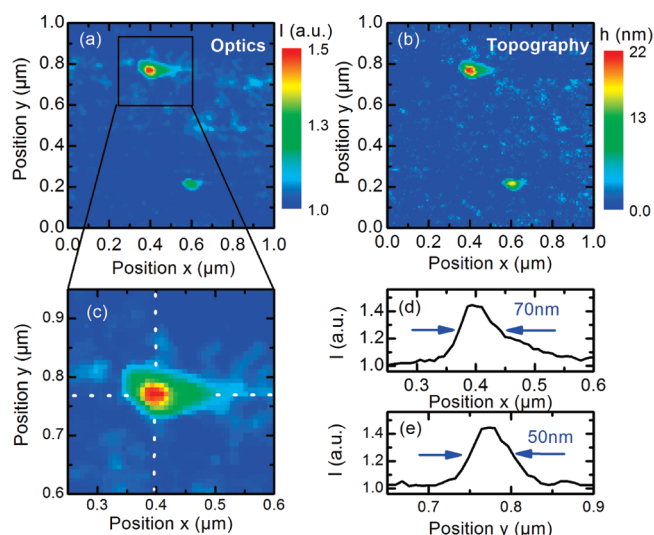 I (a.u.)
h (nm)
(a) Optics
1.0
0.8
0.6
0.4
0.2
0.0
Position y (µm)
0.0 0.2 0.4 0.6 0.8 1.0
Position x (µm)
1.5
1.3
1.0
(b) Topography
1.0
0.8
0.6
0.4
0.2
0.0
Position y (µm)
0.0 0.2 0.4 0.6 0.8 1.0
Position x (µm)
22
13
0.0
(c)
0.9
0.8
0.7
0.6
Position y (µm)
0.3 0.4 0.5 0.6
Position x (µm)
(d)
70nm
1.4
1.2
1.0
I (a.u.)
0.3 0.4 0.5 0.6
Position x (µm)
(e)
50nm
1.4
1.2
1.0
I (a.u.)
0.7 0.8 0.9
Position y (µm)